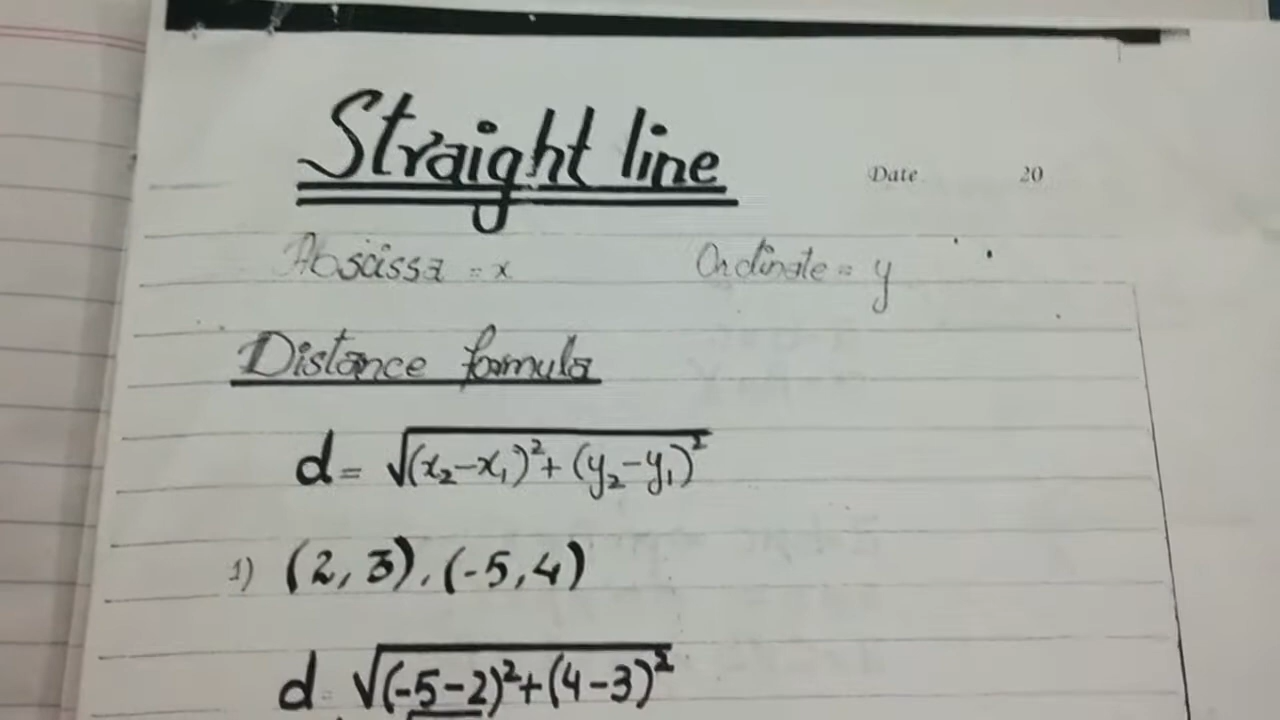 Straight line
Date 20
Abscissa = x Ordinate = y
Distance formula
d = √(x₂-x₁)²+(y₂-y₁)²
1) (2,3), (-5,4)
d = √(-5-2)²+(4-3)²